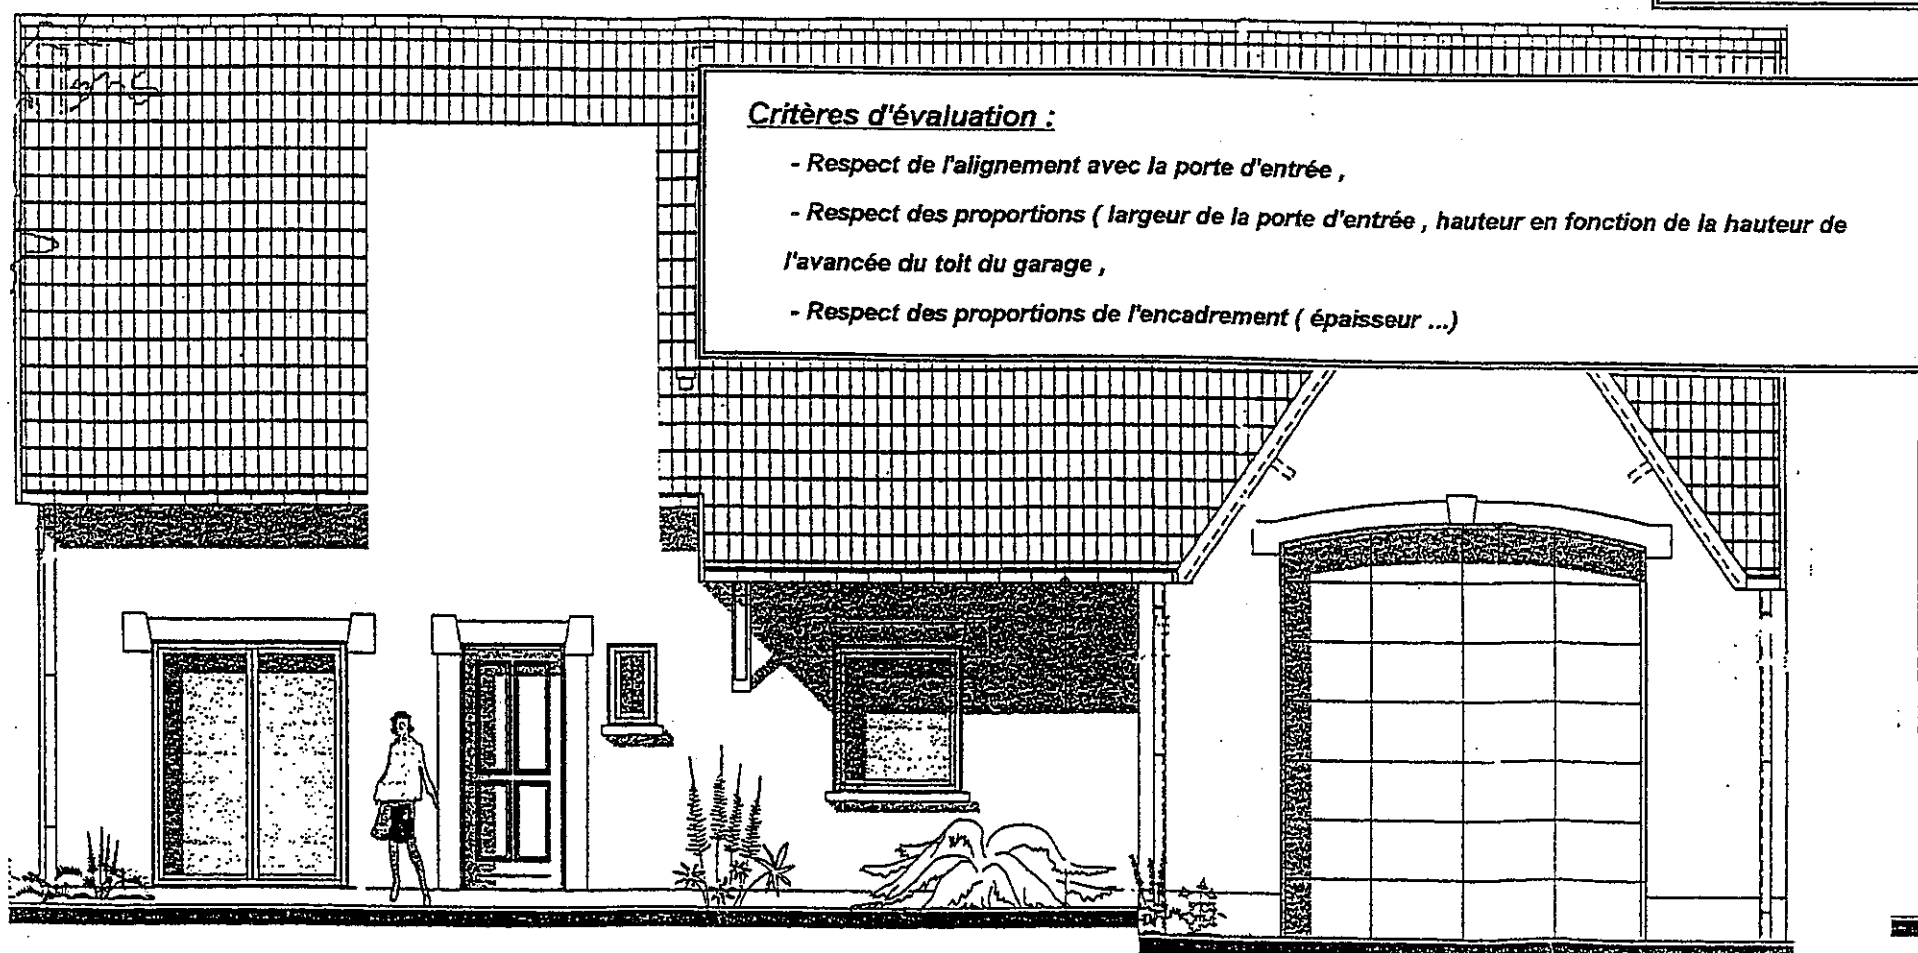 Critères d'évaluation :
- Respect de l'alignement avec la porte d'entrée ,
- Respect des proportions ( largeur de la porte d'entrée , hauteur en fonction de la hauteur de
l'avancée du toit du garage ,
- Respect des proportions de l'encadrement ( épaisseur ...)